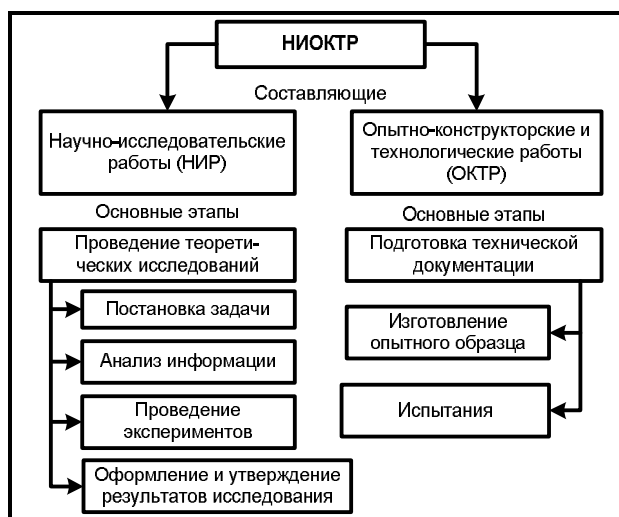 НИОКТР
Составляющие
Научно-исследовательские
работы (НИР)
Опытно-конструкторские и
технологические работы
(ОКТР)
Основные этапы
Проведение теорети-
ческих исследований
Постановка задачи
Анализ информации
Проведение
экспериментов
Оформление и утверждение
результатов исследования
Основные этапы
Подготовка технической
документации
Изготовление
опытного образца
Испытания